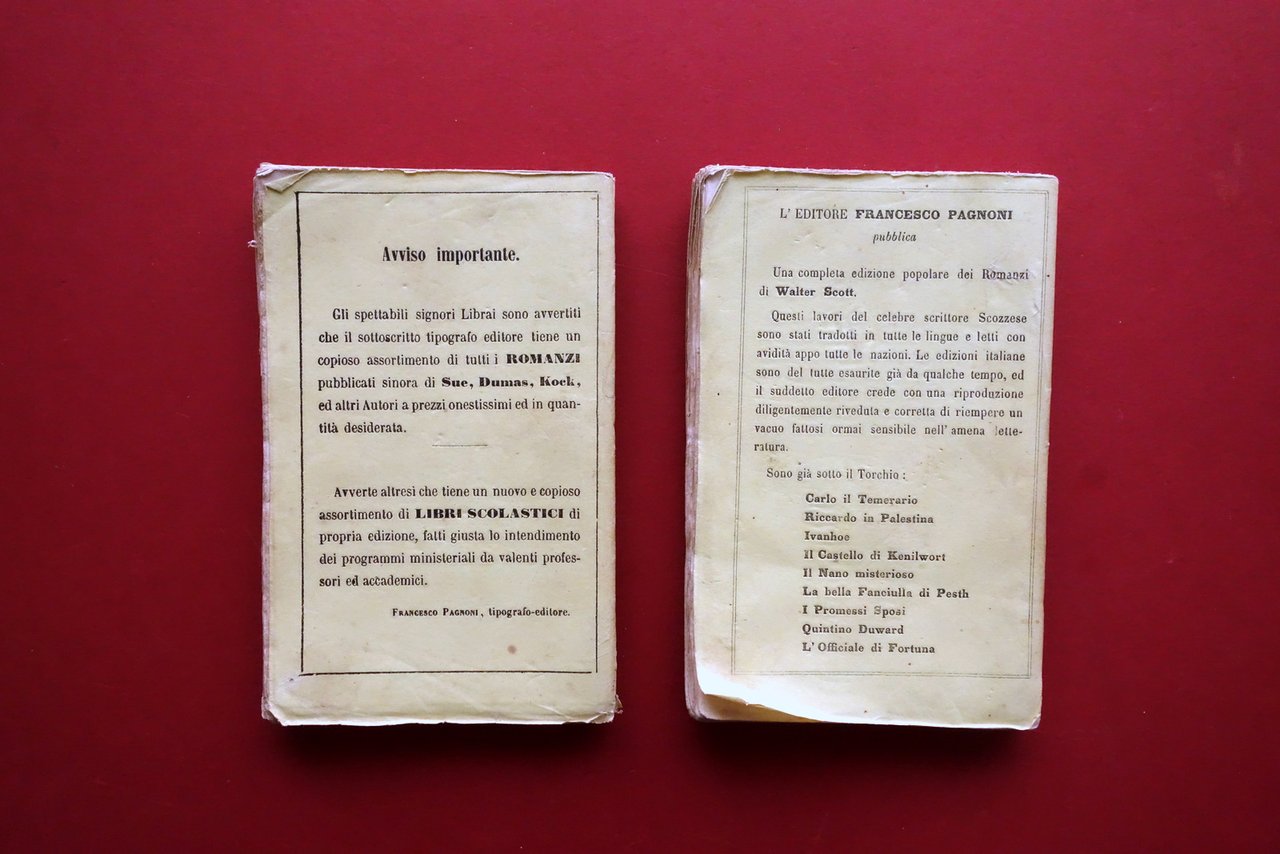 Avviso importante.
Gli spettabili signori Librai sono avvertiti
che il sottoscritto tipografo editore tiene un
copioso assortimento di tutti i ROMANZI
pubblicati sinora di Sue, Dumas, Kock,
ed altri Autori a prezzi onestissimi ed in quan-
tità desiderata.
Avverte altresì che tiene un nuovo e copioso
assortimento di LIBRI SCOLASTICI di
propria edizione, fatti giusta lo intendimento
dei programmi ministeriali da valenti profes-
sori ed accademici.
FRANCESCO PAGNONI, tipografo-editore.
L' EDITORE FRANCESCO PAGNONI
pubblica
Una completa edizione popolare dei Romanzi
di Walter Scott.
Questi lavori del celebre scrittore Scozzese
sono stati tradotti in tutte le lingue e letti con
avidità appo tutte le nazioni. Le edizioni italiane
sono del tutte esaurite già da qualche tempo, ed
il suddetto editore crede con una riproduzione
diligentemente riveduta e corretta di riempere un
vacuo fattosi ormai sensibile nell' amena lette-
ratura.
Sono già sotto il Torchio :
Carlo il Temerario
Riccardo in Palestina
Ivanhoe
Il Castello di Kenilwort
Il Nano misterioso
La bella Fanciulla di Pesth
I Promessi Sposi
Quintino Duward
L' Officiale di Fortuna